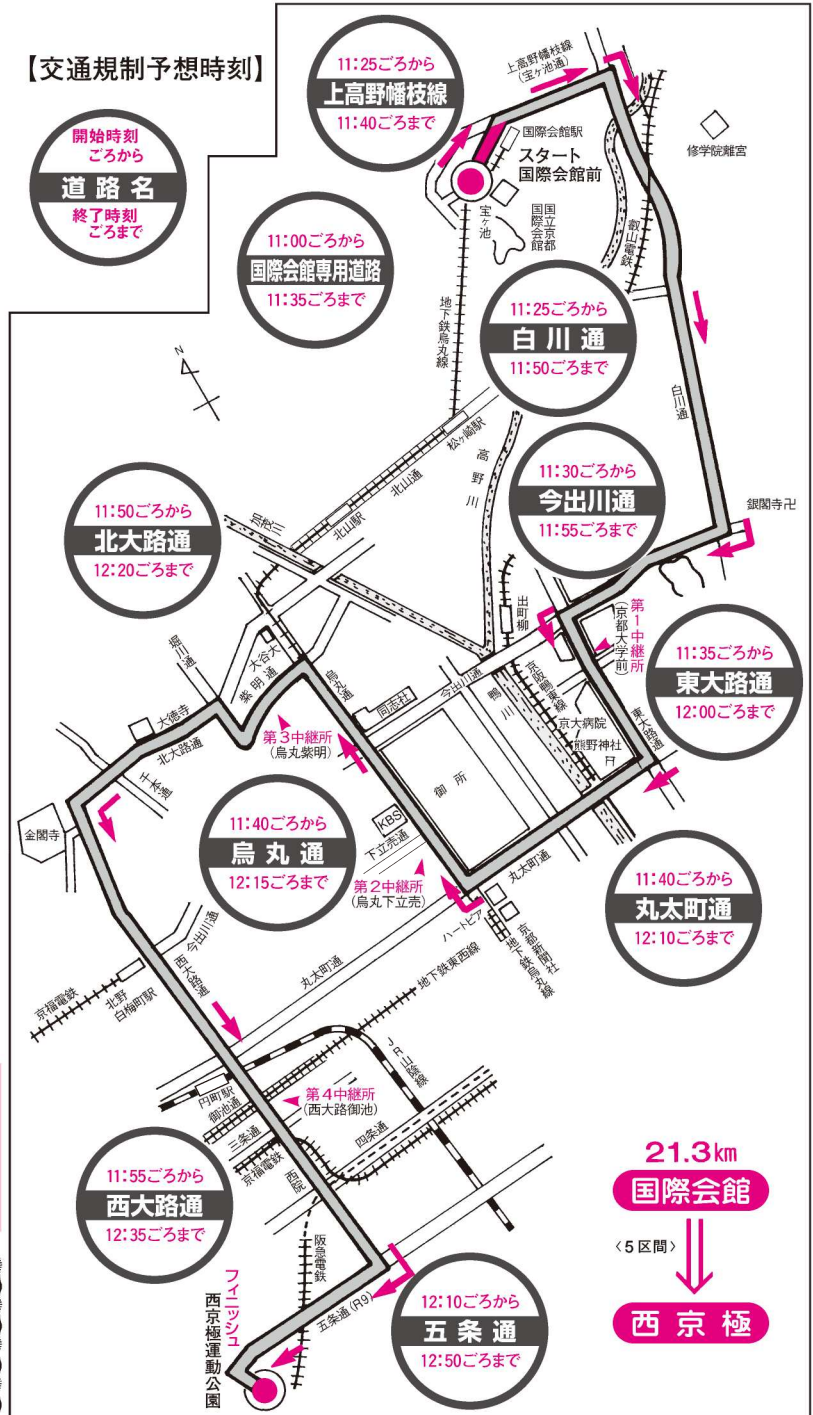 【交通規制予想時刻】
開始時刻
ごろから
道路名
終了時刻
ごろまで
11:25ごろから
上高野幡枝線
11:40ごろまで
上高野幡枝線
(宝ヶ池通)
国際会館駅
スタート
国際会館前
修学院離宮
宝ヶ池
国立京都
国際会館
叡山電鉄
11:00ごろから
国際会館専用道路
11:35ごろまで
地下鉄烏丸線
11:25ごろから
白川通
11:50ごろまで
白川通
N
松ヶ崎駅
北山通
北山駅
高野川
加茂川
11:30ごろから
今出川通
11:55ごろまで
銀閣寺卍
11:50ごろから
北大路通
12:20ごろまで
出町柳
第1中継所
(京都大学前)
堀川通
大谷大
紫明通
烏丸通
同志社
今出川通
鴨川
京阪鴨東線
11:35ごろから
東大路通
12:00ごろまで
京大病院
熊野神社
東大路通
大徳寺
北大路通
千本通
第3中継所
(烏丸紫明)
御所
金閣寺
KBS
下立売通
11:40ごろから
烏丸通
12:15ごろまで
第2中継所
(烏丸下立売)
丸太町通
11:40ごろから
丸太町通
12:10ごろまで
ハートピア
京都新聞社
地下鉄烏丸線
今出川通
西大路通
京福電鉄
北野
白梅町駅
丸太町通
地下鉄東西線
JR山陰線
円町駅
御池通
第4中継所
(西大路御池)
三条通
四条通
京福電鉄
西院
11:55ごろから
西大路通
12:35ごろまで
阪急電鉄
五条通(R9)
12:10ごろから
五条通
12:50ごろまで
フィニッシュ
西京極運動公園
21.3km
国際会館
〈5区間〉
西京極